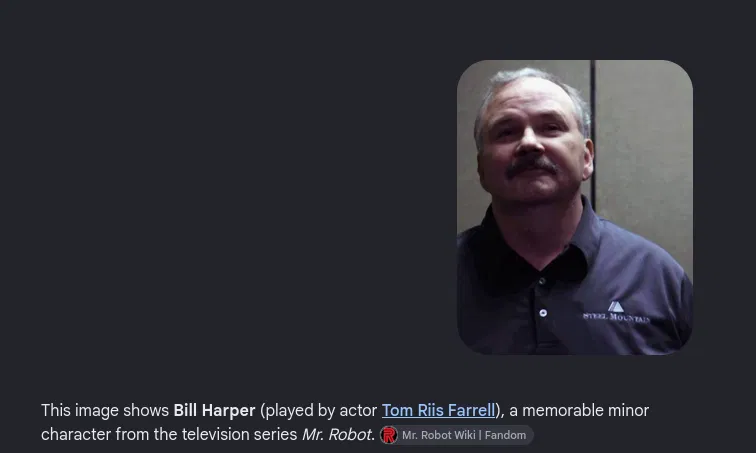 STEEL MOUNTAIN
This image shows Bill Harper (played by actor Tom Riis Farrell), a memorable minor
character from the television series Mr. Robot. Mr. Robot Wiki | Fandom